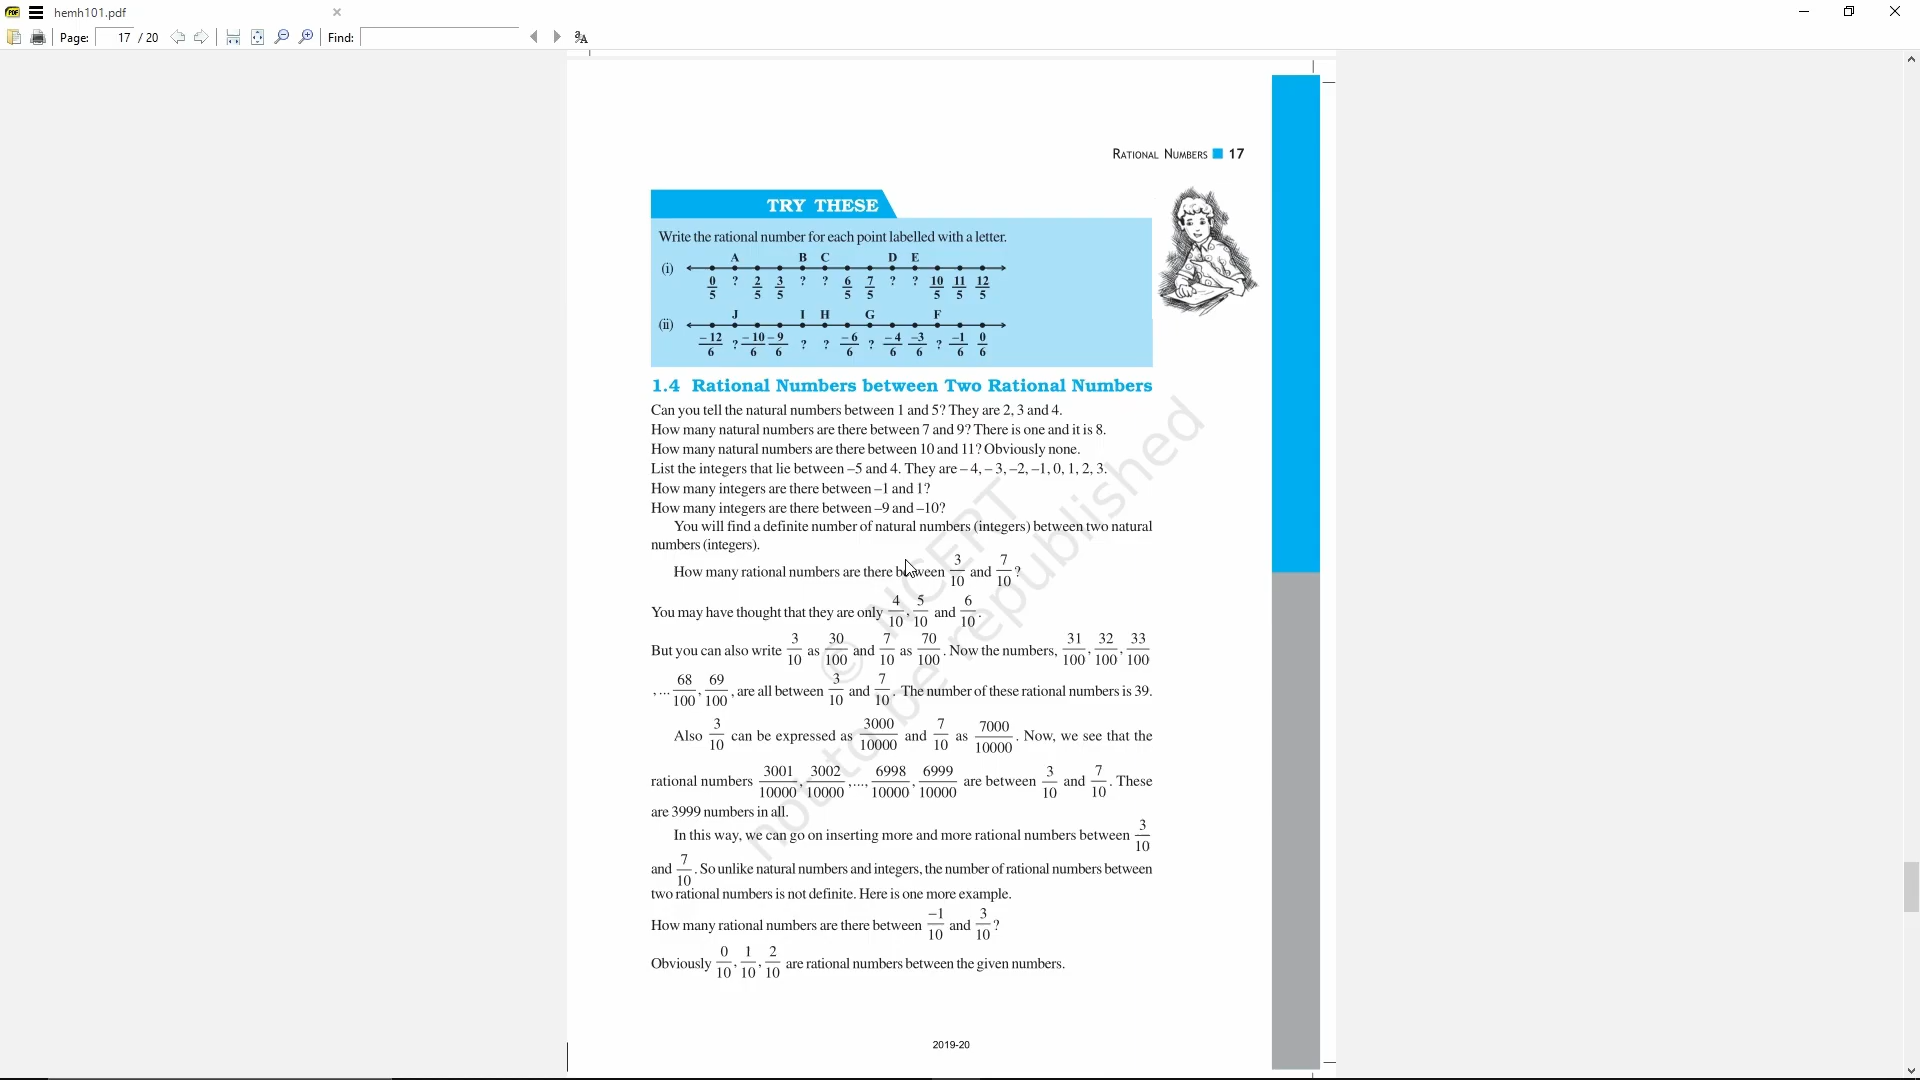 hemh101.pdf
Page: 17 / 20 Find:
RATIONAL NUMBERS 17
TRY THESE
Write the rational number for each point labelled with a letter.
A B C D E
(i)
0/5 ? 2/5 3/5 ? ? 6/5 7/5 ? ? 10/5 11/5 12/5
J I H G F
(ii)
–12/6 ? –10/6 –9/6 ? ? –6/6 ? –4/6 –3/6 ? –1/6 0/6
1.4 Rational Numbers between Two Rational Numbers
Can you tell the natural numbers between 1 and 5? They are 2, 3 and 4.
How many natural numbers are there between 7 and 9? There is one and it is 8.
How many natural numbers are there between 10 and 11? Obviously none.
List the integers that lie between –5 and 4. They are – 4, – 3, –2, –1, 0, 1, 2, 3.
How many integers are there between –1 and 1?
How many integers are there between –9 and –10?
You will find a definite number of natural numbers (integers) between two natural
numbers (integers).
How many rational numbers are there between 3/10 and 7/10?
You may have thought that they are only 4/10, 5/10 and 6/10.
But you can also write 3/10 as 30/100 and 7/10 as 70/100. Now the numbers, 31/100, 32/100, 33/100
, ... 68/100, 69/100, are all between 3/10 and 7/10. The number of these rational numbers is 39.
Also 3/10 can be expressed as 3000/10000 and 7/10 as 7000/10000. Now, we see that the
rational numbers 3001/10000, 3002/10000, ..., 6998/10000, 6999/10000 are between 3/10 and 7/10. These
are 3999 numbers in all.
In this way, we can go on inserting more and more rational numbers between 3/10
and 7/10. So unlike natural numbers and integers, the number of rational numbers between
two rational numbers is not definite. Here is one more example.
How many rational numbers are there between –1/10 and 3/10?
Obviously 0/10, 1/10, 2/10 are rational numbers between the given numbers.
© NCERT
not to be republished
2019-20